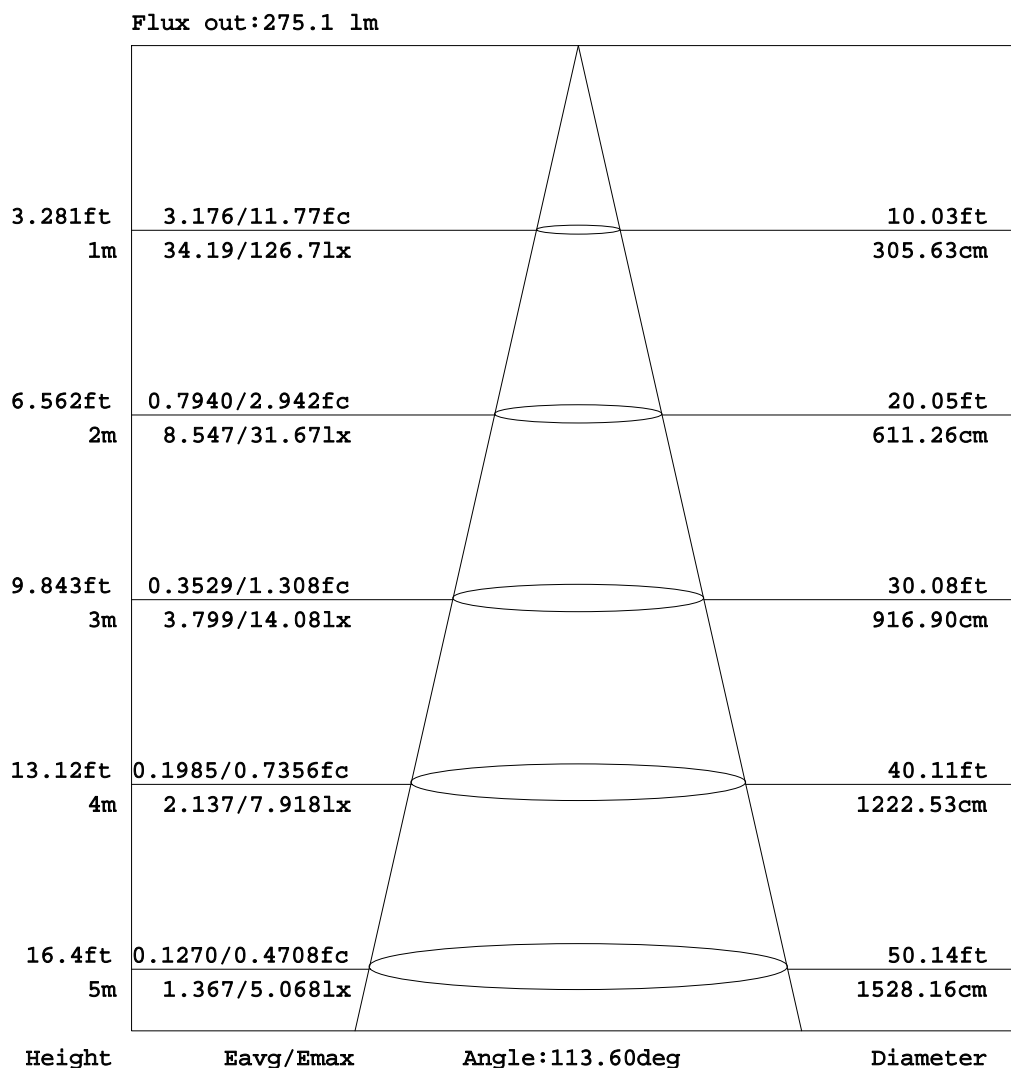 Flux out:275.1 lm
3.281ft 3.176/11.77fc 10.03ft
1m 34.19/126.7lx 305.63cm
6.562ft 0.7940/2.942fc 20.05ft
2m 8.547/31.67lx 611.26cm
9.843ft 0.3529/1.308fc 30.08ft
3m 3.799/14.08lx 916.90cm
13.12ft 0.1985/0.7356fc 40.11ft
4m 2.137/7.918lx 1222.53cm
16.4ft 0.1270/0.4708fc 50.14ft
5m 1.367/5.068lx 1528.16cm
Height Eavg/Emax Angle:113.60deg Diameter